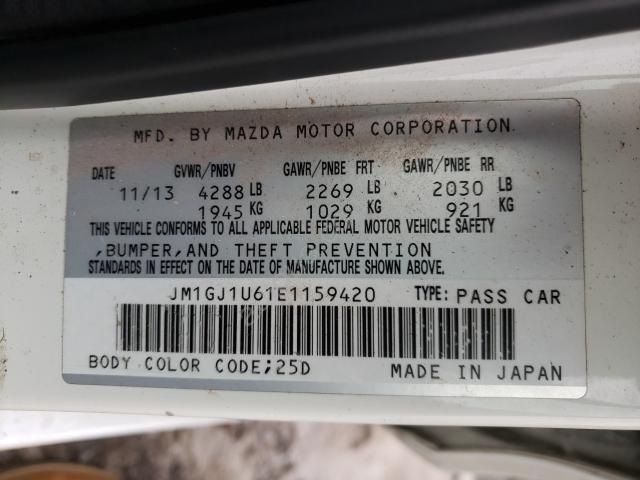 MFD. BY MAZDA MOTOR CORPORATION
DATE GVWR/PNBV GAWR/PNBE FRT GAWR/PNBE RR
11/13 4288 LB 2269 LB 2030 LB
1945 KG 1029 KG 921 KG
THIS VEHICLE CONFORMS TO ALL APPLICABLE FEDERAL MOTOR VEHICLE SAFETY
,BUMPER,AND THEFT PREVENTION
STANDARDS IN EFFECT ON THE DATE OF MANUFACTURE SHOWN ABOVE.
JM1GJ1U61E1159420 TYPE: PASS CAR
BODY COLOR CODE;25D MADE IN JAPAN